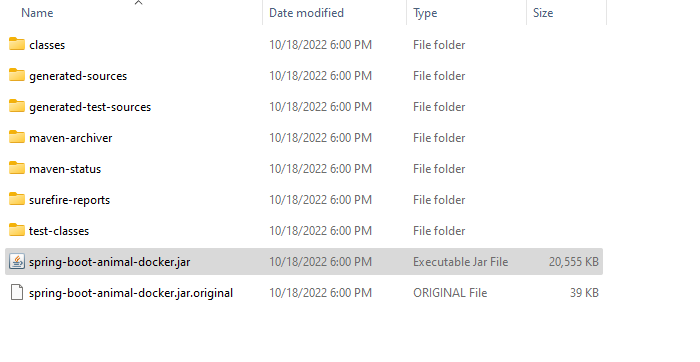 Name Date modified Type Size
classes 10/18/2022 6:00 PM File folder
generated-sources 10/18/2022 6:00 PM File folder
generated-test-sources 10/18/2022 6:00 PM File folder
maven-archiver 10/18/2022 6:00 PM File folder
maven-status 10/18/2022 6:00 PM File folder
surefire-reports 10/18/2022 6:00 PM File folder
test-classes 10/18/2022 6:00 PM File folder
spring-boot-animal-docker.jar 10/18/2022 6:00 PM Executable Jar File 20,555 KB
spring-boot-animal-docker.jar.original 10/18/2022 6:00 PM ORIGINAL File 39 KB